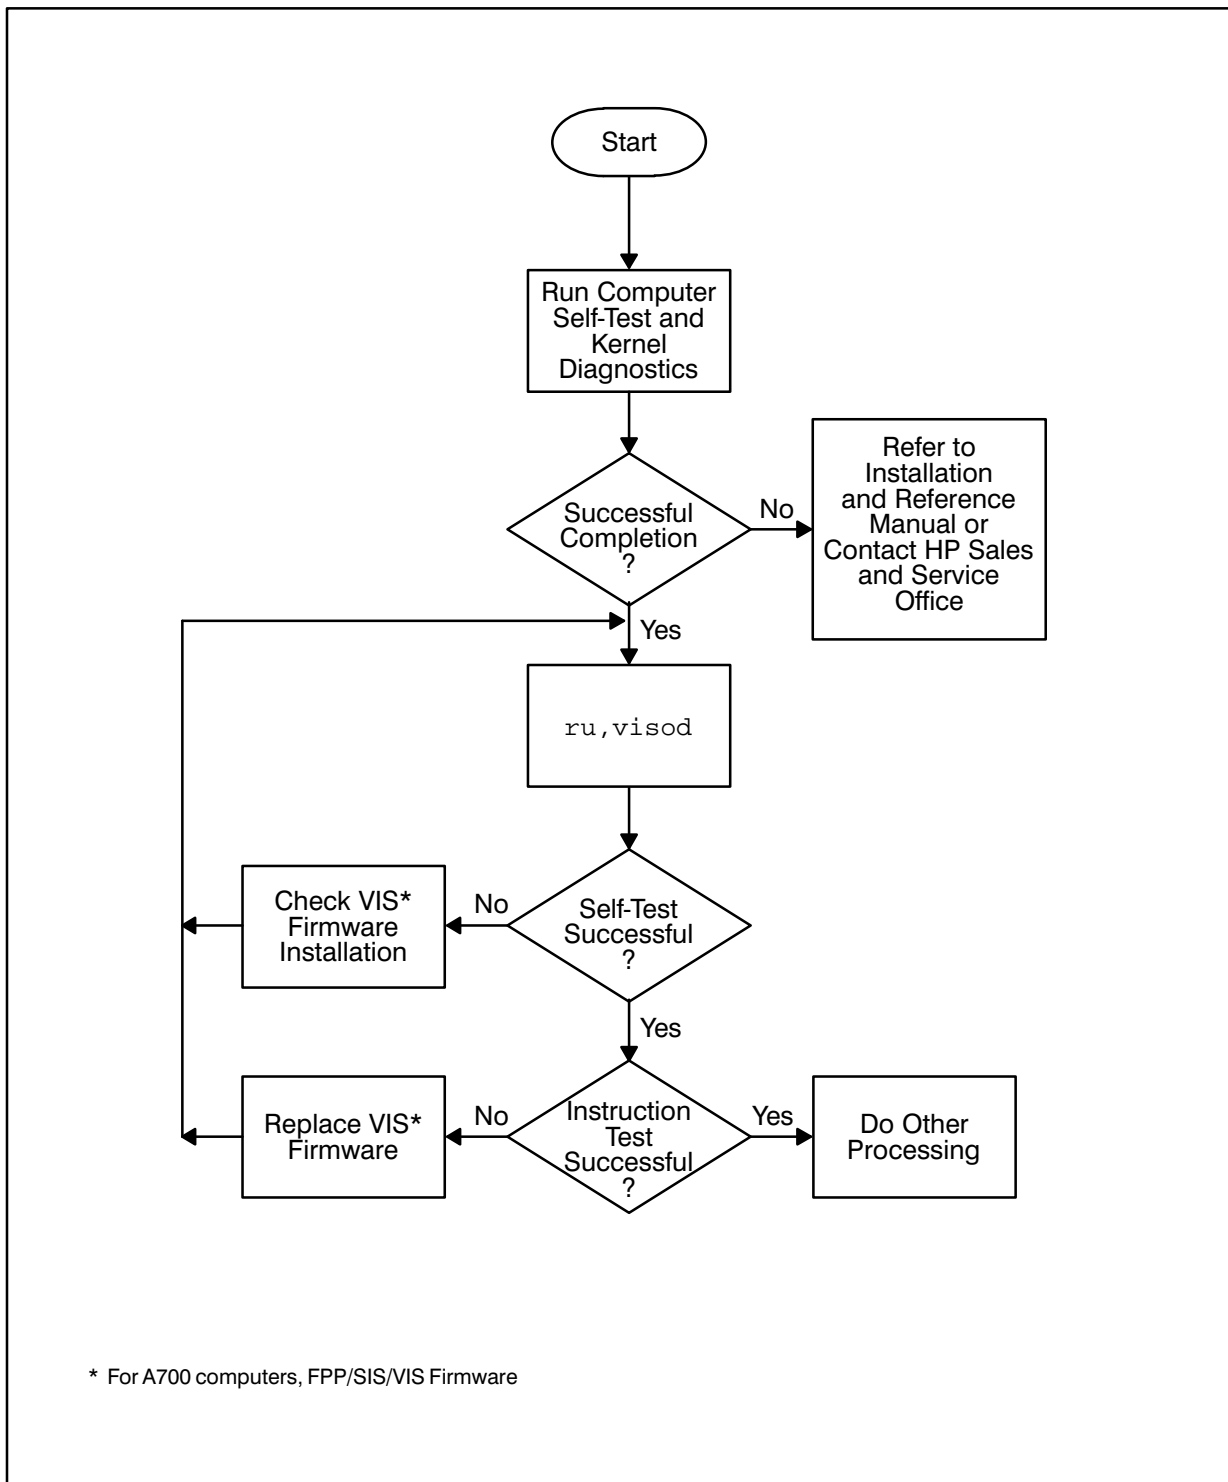 Start
Run Computer
Self-Test and
Kernel
Diagnostics
Successful
Completion
?
No
Refer to
Installation
and Reference
Manual or
Contact HP Sales
and Service
Office
Yes
ru,visod
Self-Test
Successful
?
No
Check VIS*
Firmware
Installation
Yes
Instruction
Test
Successful
?
No
Replace VIS*
Firmware
Yes
Do Other
Processing
* For A700 computers, FPP/SIS/VIS Firmware